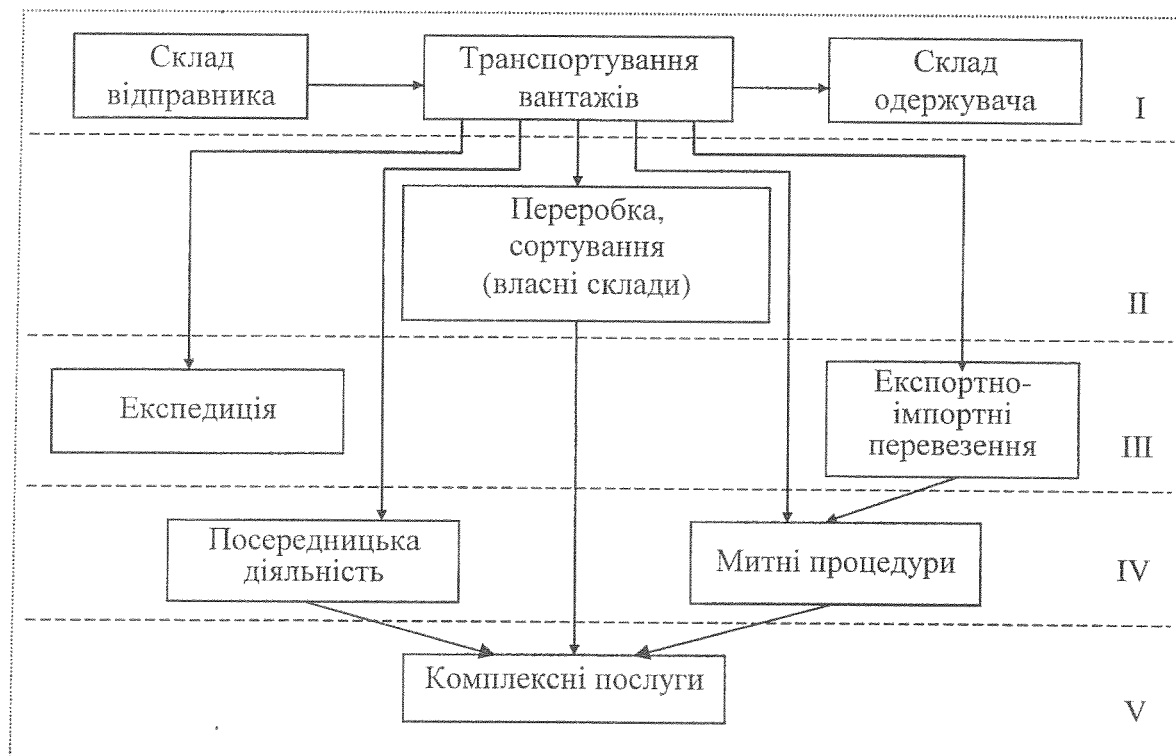 Склад
відправника
Транспортування
вантажів
Склад
одержувача
I
Переробка,
сортування
(власні склади)
II
Експедиція
Експортно-
імпортні
перевезення
III
Посередницька
діяльність
Митні процедури
IV
Комплексні послуги
V